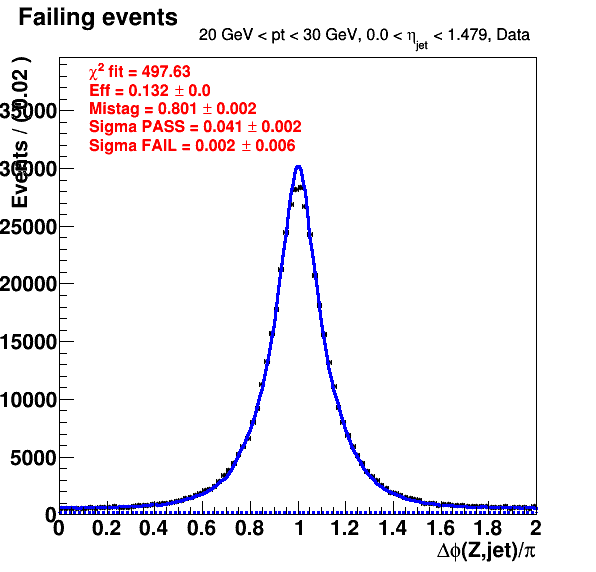 Failing events
20 GeV < pt < 30 GeV, 0.0 < η_jet < 1.479, Data
χ² fit = 497.63
Eff = 0.132 ± 0.0
Mistag = 0.801 ± 0.002
Sigma PASS = 0.041 ± 0.002
Sigma FAIL = 0.002 ± 0.006
Events / ( 0.02 )
35000
30000
25000
20000
15000
10000
5000
0
0 0.2 0.4 0.6 0.8 1 1.2 1.4 1.6 1.8 2
Δφ(Z,jet)/π